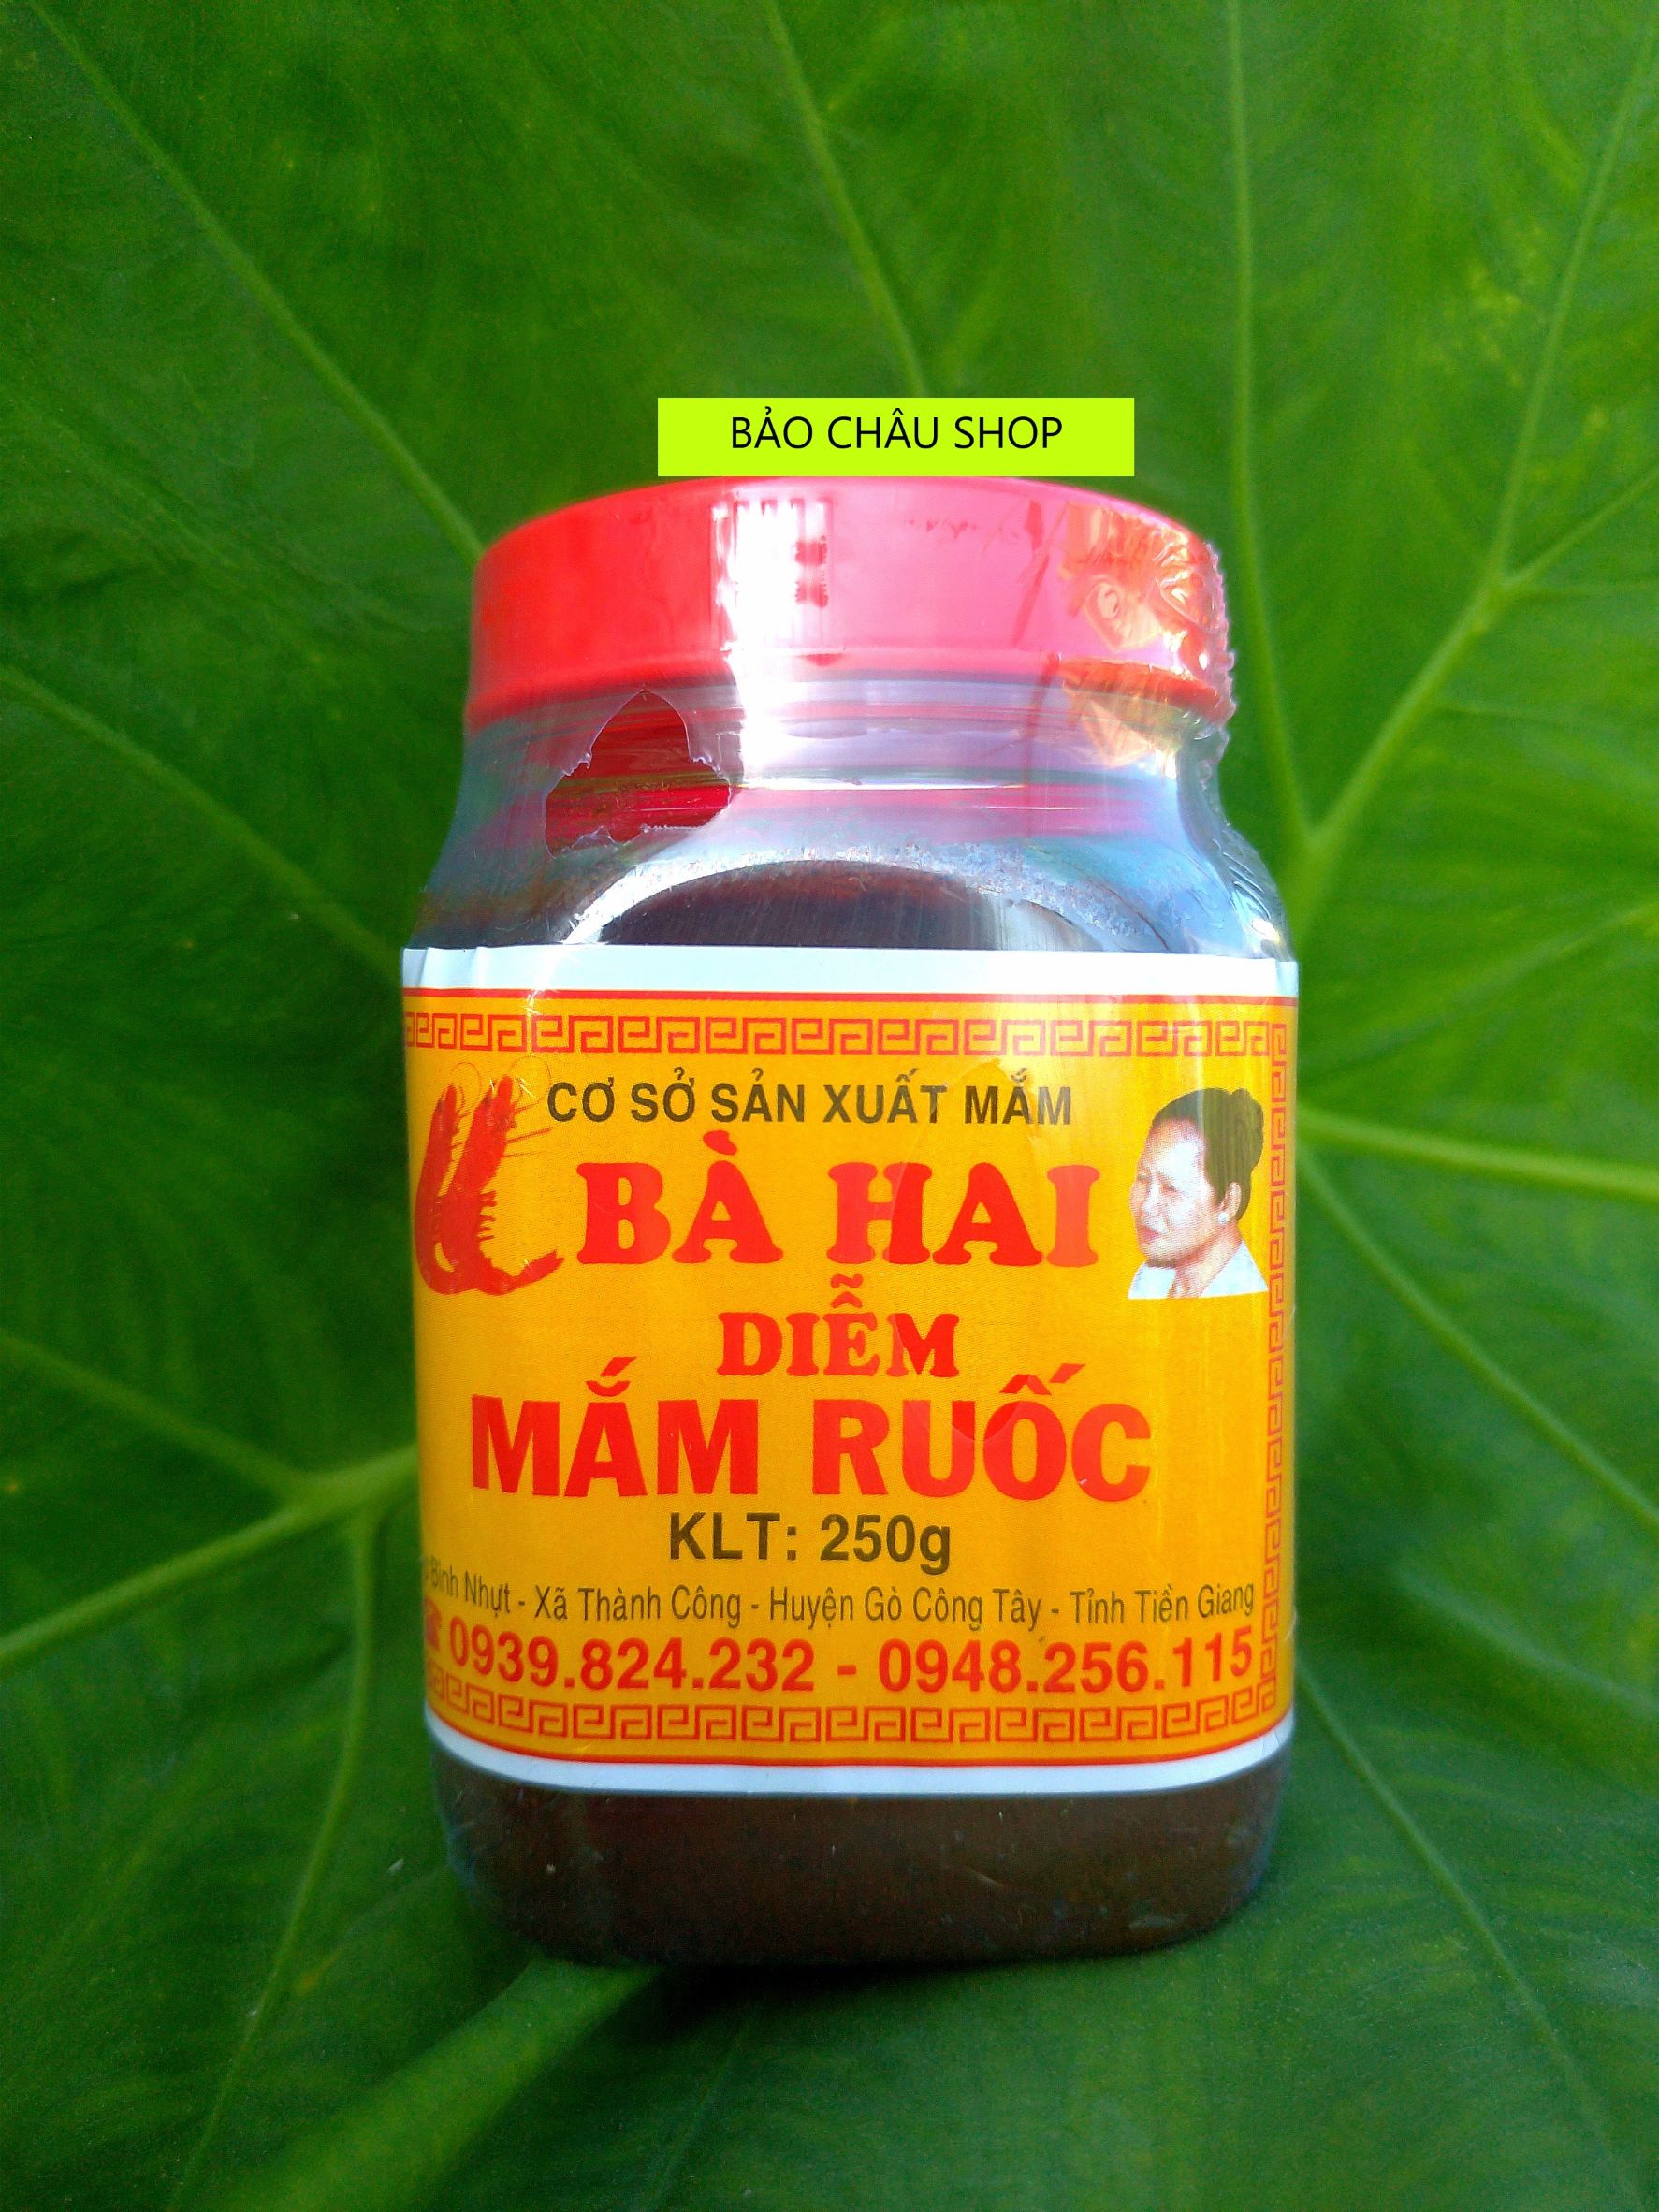 BẢO CHÂU SHOP
CƠ SỞ SẢN XUẤT MẮM
BÀ HAI
DIỄM
MẮM RUỐC
KLT: 250g
Bình Nhựt - Xã Thành Công - Huyện Gò Công Tây - Tỉnh Tiền Giang
0939.824.232 - 0948.256.115